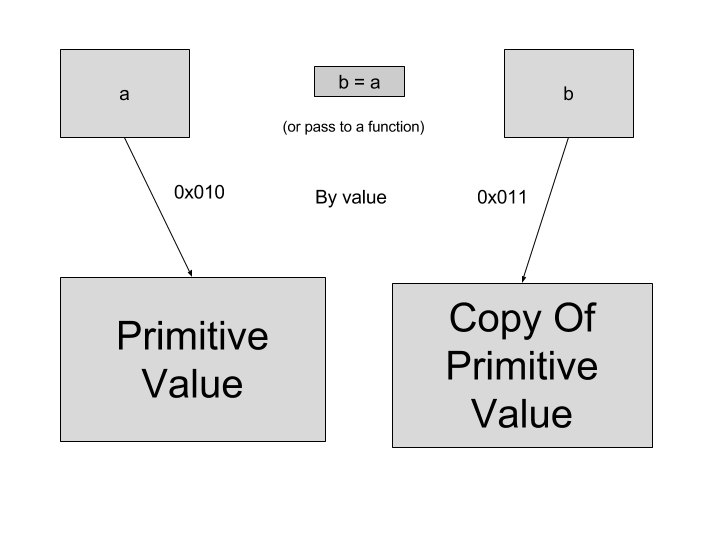 a
b = a
b
(or pass to a function)
0x010
By value
0x011
Primitive
Value
Copy Of
Primitive
Value